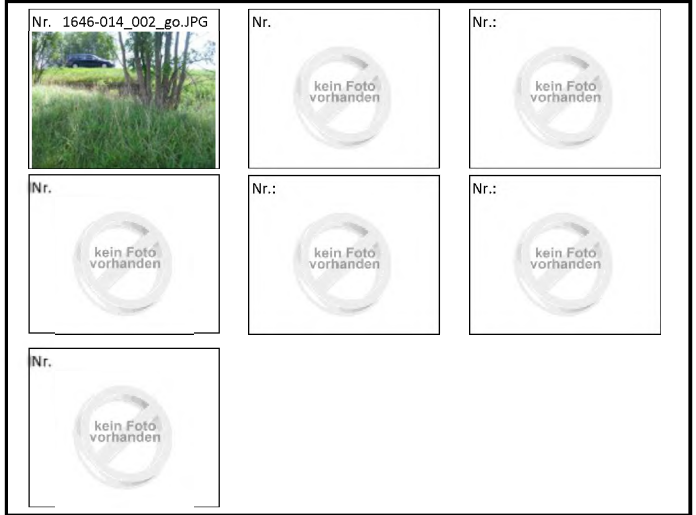 Nr. 1646-014_002_go.JPG
Nr.
kein Foto
vorhanden
Nr.:
kein Foto
vorhanden
Nr.
kein Foto
vorhanden
Nr.:
kein Foto
vorhanden
Nr.:
kein Foto
vorhanden
Nr.
kein Foto
vorhanden